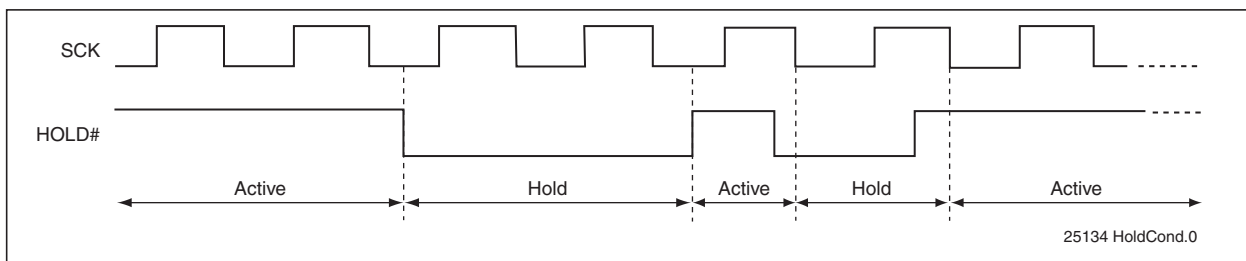 SCK
HOLD#
Active
Hold
Active
Hold
Active
25134 HoldCond.0